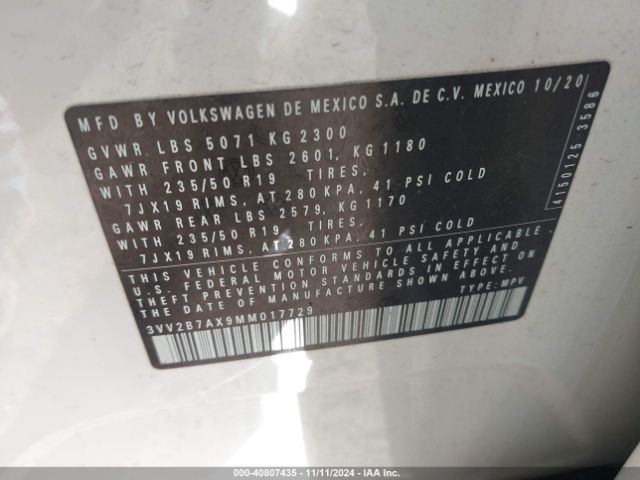 MFD BY VOLKSWAGEN DE MEXICO S.A. DE C.V. MEXICO 10/20
GVWR LBS 5071 KG 2300
GAWR FRONT LBS 2601, KG 1180
WITH 235/50 R19 TIRES.
7JX19 RIMS, AT 280 KPA, 41 PSI COLD
GAWR REAR LBS 2579, KG 1170
WITH 235/50 R19 TIRES.
7JX19 RIMS, AT 280 KPA, 41 PSI COLD
THIS VEHICLE CONFORMS TO ALL APPLICABLE
U.S. FEDERAL MOTOR VEHICLE SAFETY AND
THEFT PREVENTION STANDARDS IN EFFECT ON
THE DATE OF MANUFACTURE SHOWN ABOVE.
3VV2B7AX9MM017729 TYPE: MPV
4150125 3586
000-40807435 - 11/11/2024 - IAA Inc.